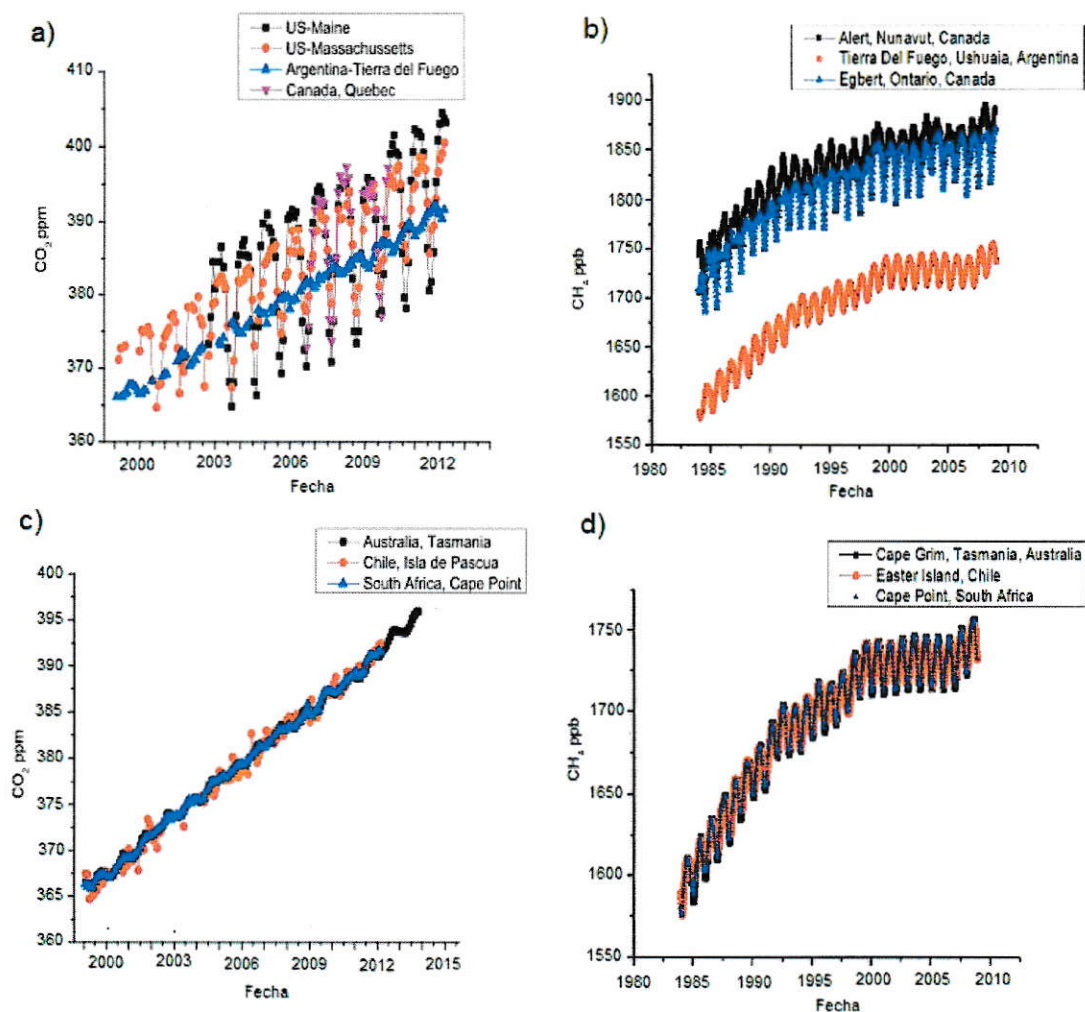 a)
US-Maine
US-Massachussetts
Argentina-Tierra del Fuego
Canada, Quebec
410
400
390
380
370
360
CO2 ppm
2000 2003 2006 2009 2012
Fecha
b)
Alert, Nunavut, Canada
Tierra Del Fuego, Ushuaia, Argentina
Egbert, Ontario, Canada
1900
1850
1800
1750
1700
1650
1600
1550
CH4 ppb
1980 1985 1990 1995 2000 2005 2010
Fecha
c)
Australia, Tasmania
Chile, Isla de Pascua
South Africa, Cape Point
400
395
390
385
380
375
370
365
360
CO2 ppm
2000 2003 2006 2009 2012 2015
Fecha
d)
Cape Grim, Tasmania, Australia
Easter Island, Chile
Cape Point, South Africa
1750
1700
1650
1600
1550
CH4 ppb
1980 1985 1990 1995 2000 2005 2010
Fecha